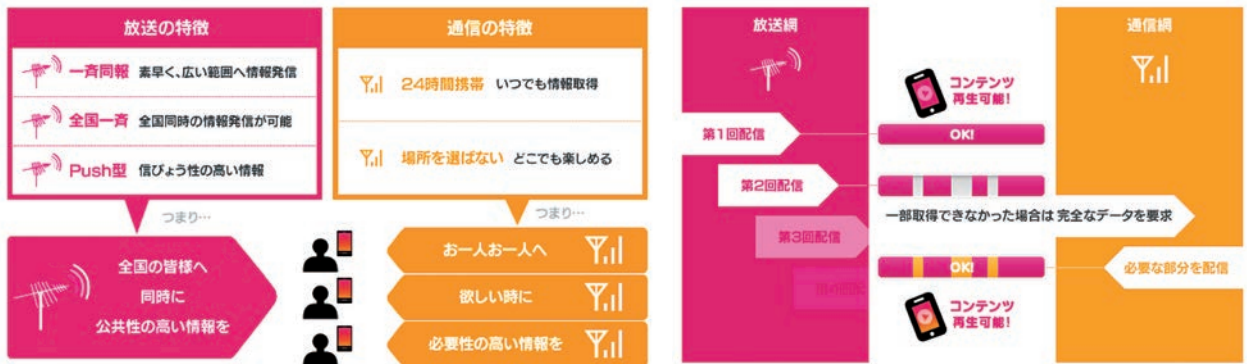 放送の特徴
一斉同報 素早く、広い範囲へ情報発信
全国一斉 全国同時の情報発信が可能
Push型 信びょう性の高い情報
つまり…
全国の皆様へ
同時に
公共性の高い情報を
通信の特徴
24時間携帯 いつでも情報取得
場所を選ばない どこでも楽しめる
つまり…
お一人お一人へ
欲しい時に
必要性の高い情報を
放送網
通信網
コンテンツ
再生可能!
第1回配信
OK!
第2回配信
一部取得できなかった場合は 完全なデータを要求
第3回配信
OK!
必要な部分を配信
コンテンツ
再生可能!